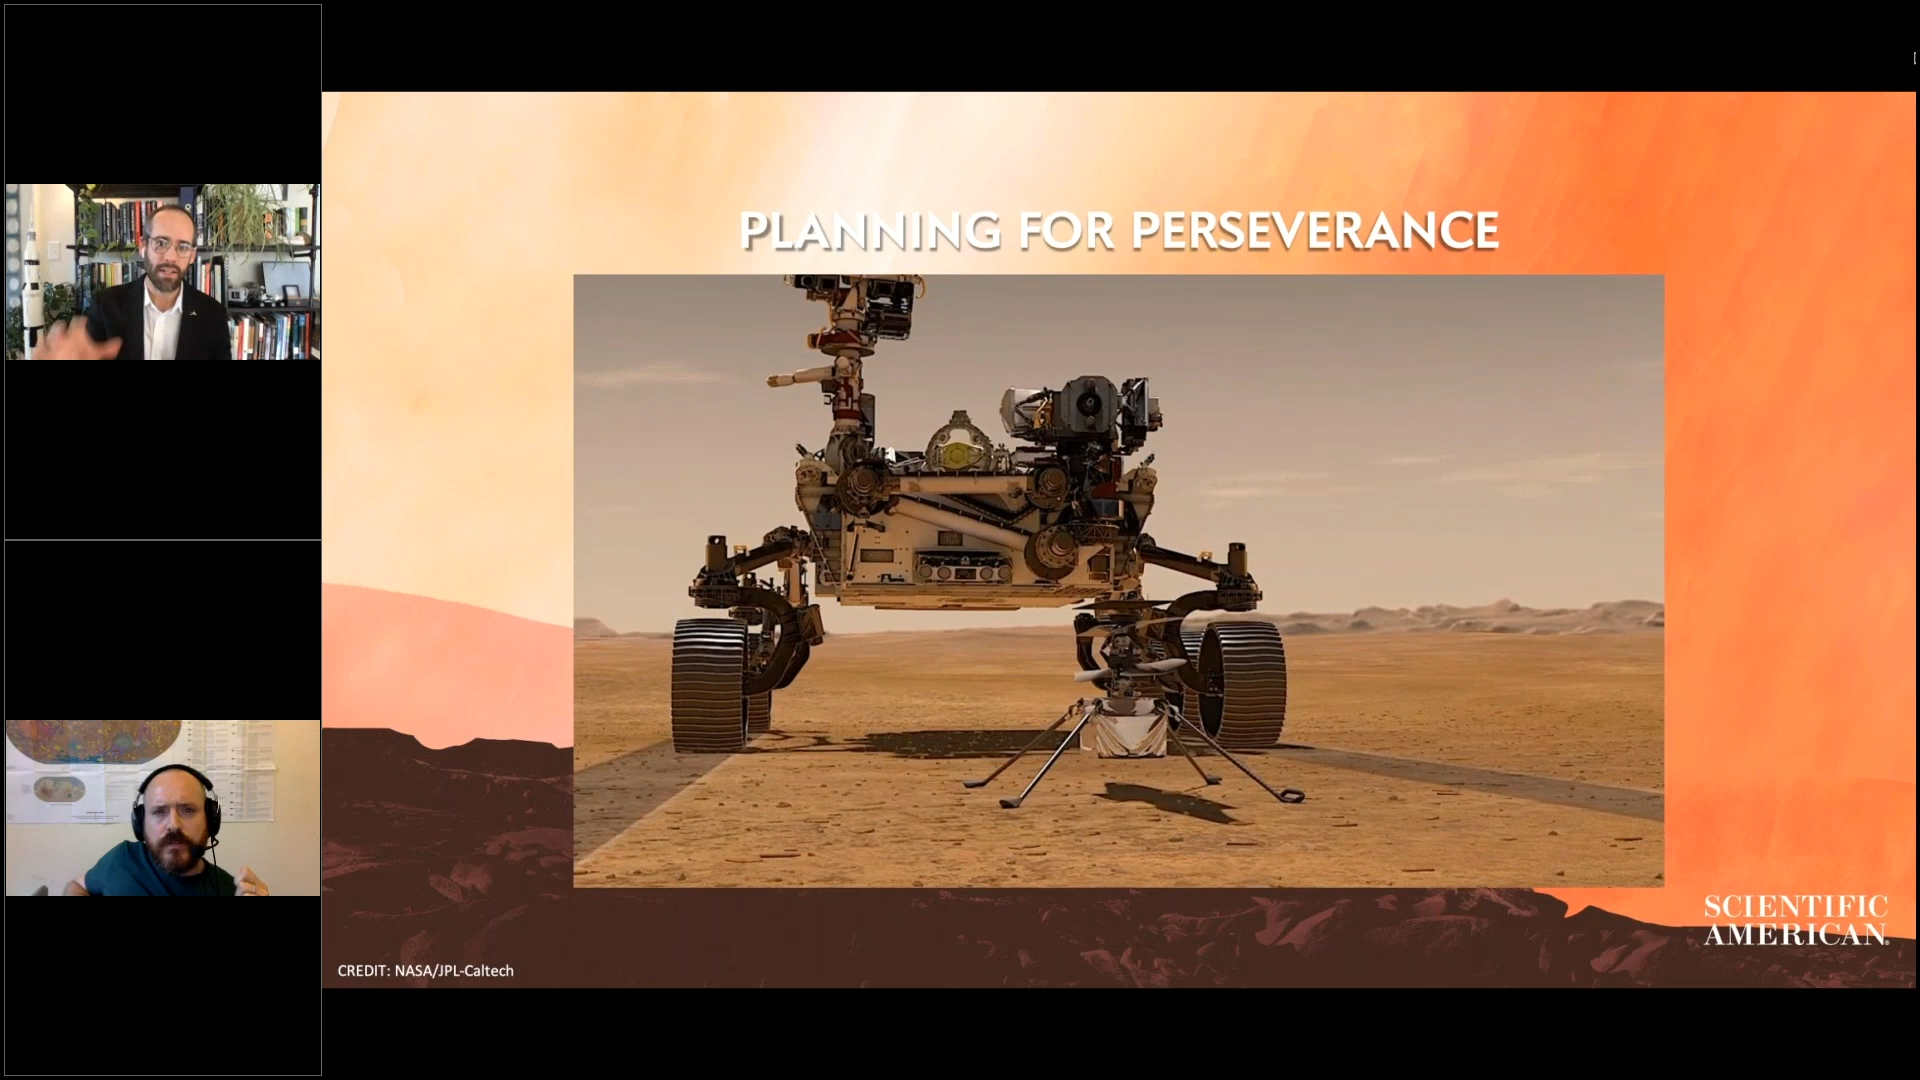 PLANNING FOR PERSEVERANCE
SCIENTIFIC
AMERICAN®
CREDIT: NASA/JPL-Caltech